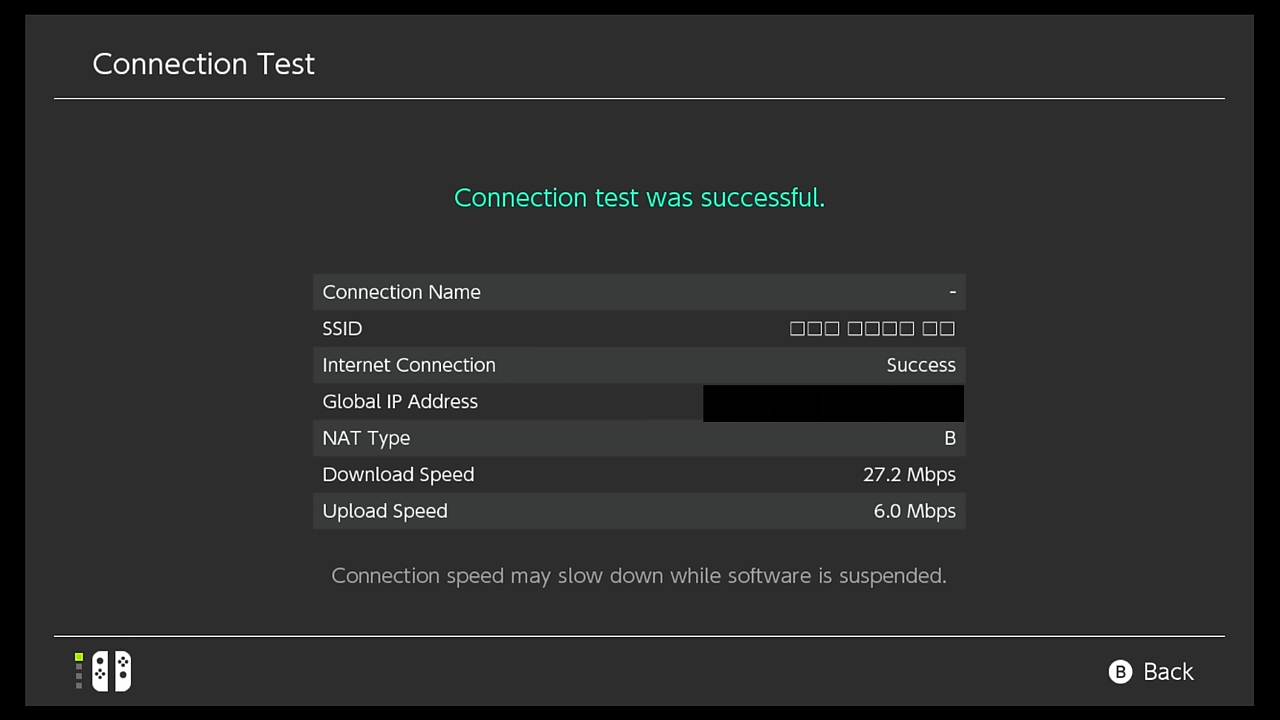 Connection Test
Connection test was successful.
Connection Name -
SSID □□□ □□□□ □□
Internet Connection Success
Global IP Address
NAT Type B
Download Speed 27.2 Mbps
Upload Speed 6.0 Mbps
Connection speed may slow down while software is suspended.
B Back